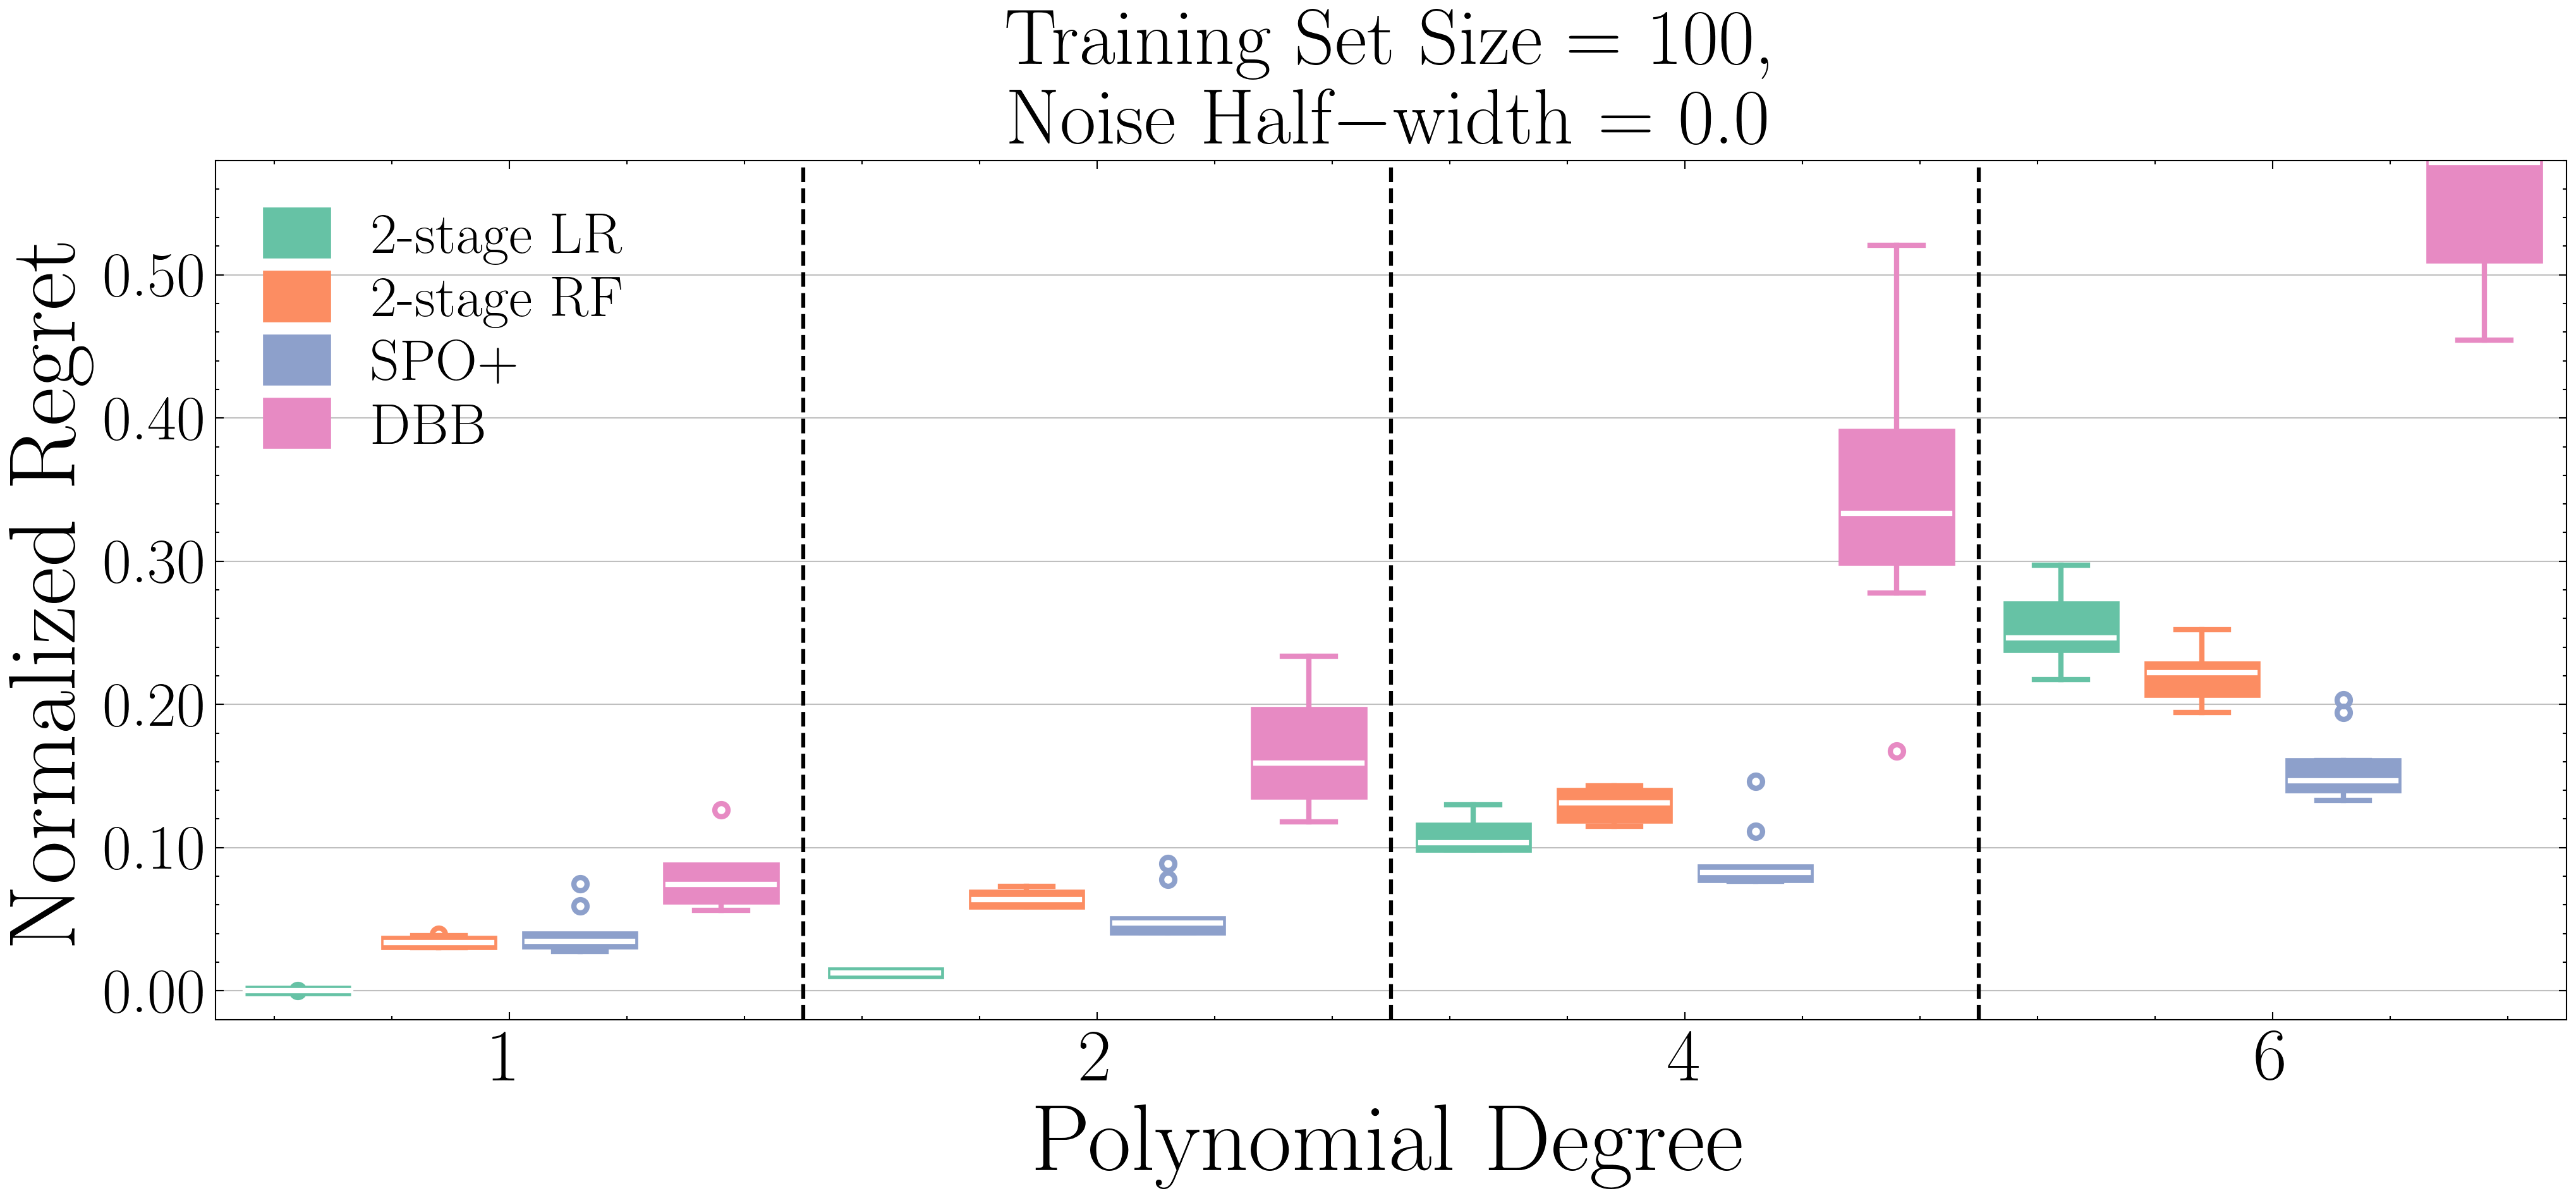 Training Set Size = 100,
Noise Half−width = 0.0
Normalized Regret
0.50
0.40
0.30
0.20
0.10
0.00
2-stage LR
2-stage RF
SPO+
DBB
1 2 4 6
Polynomial Degree